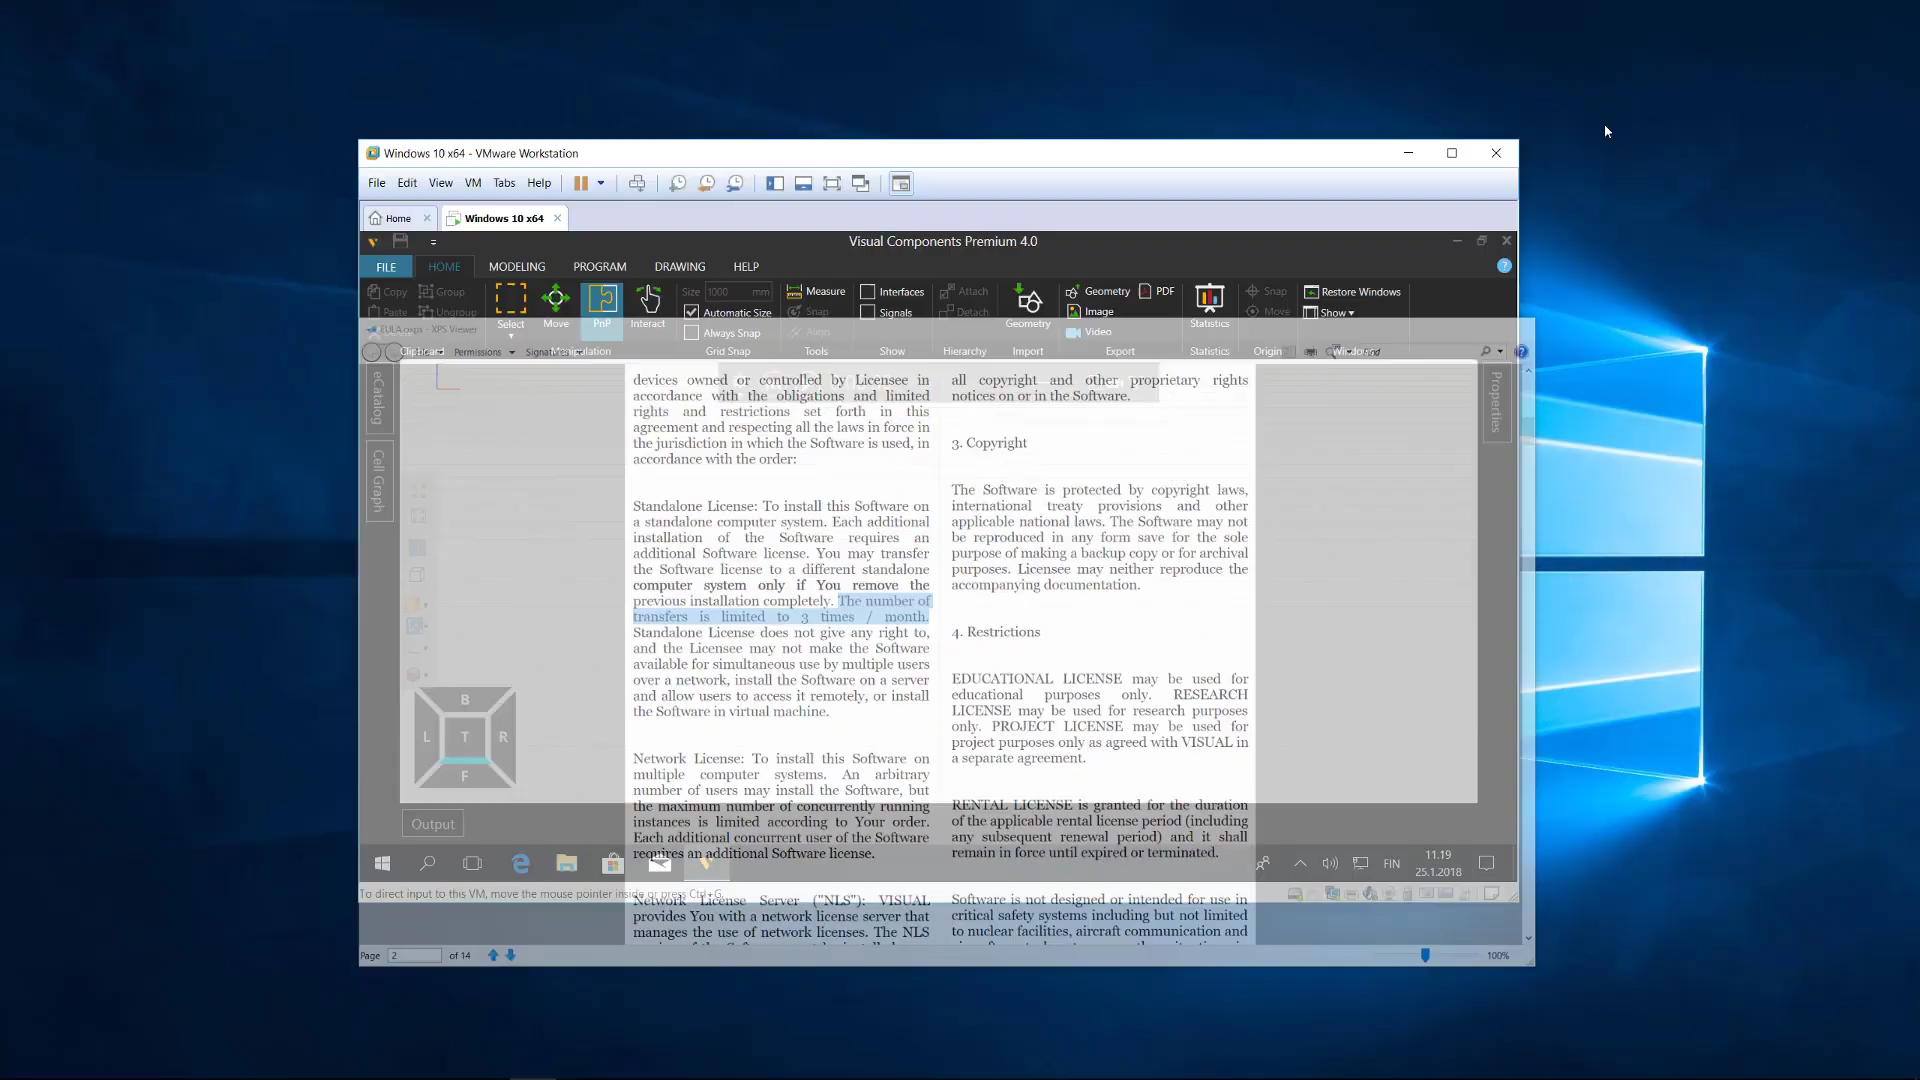 Windows 10 x64 - VMware Workstation
File Edit View VM Tabs Help
Home Windows 10 x64
Visual Components Premium 4.0
FILE HOME MODELING PROGRAM DRAWING HELP
Copy Group Size 1000 mm Measure Interfaces Attach Geometry PDF Snap Restore Windows
Paste Ungroup Select Move PnP Interact Automatic Size Snap Signals Detach Geometry Image Statistics Move Show
EULA.oxps - XPS Viewer Always Snap Align Video
Clipboard Permissions Signatures Manipulation Grid Snap Tools Show Hierarchy Import Export Statistics Origin Windows
eCatalog
Cell Graph
Properties
devices owned or controlled by Licensee in
accordance with the obligations and limited
rights and restrictions set forth in this
agreement and respecting all the laws in force in
the jurisdiction in which the Software is used, in
accordance with the order:
Standalone License: To install this Software on
a standalone computer system. Each additional
installation of the Software requires an
additional Software license. You may transfer
the Software license to a different standalone
computer system only if You remove the
previous installation completely. The number of
transfers is limited to 3 times / month.
Standalone License does not give any right to,
and the Licensee may not make the Software
available for simultaneous use by multiple users
over a network, install the Software on a server
and allow users to access it remotely, or install
the Software in virtual machine.
Network License: To install this Software on
multiple computer systems. An arbitrary
number of users may install the Software, but
the maximum number of concurrently running
instances is limited according to Your order.
Each additional concurrent user of the Software
requires an additional Software license.
Network License Server ("NLS"): VISUAL
provides You with a network license server that
manages the use of network licenses. The NLS
all copyright and other proprietary rights
notices on or in the Software.
3. Copyright
The Software is protected by copyright laws,
international treaty provisions and other
applicable national laws. The Software may not
be reproduced in any form save for the sole
purpose of making a backup copy or for archival
purposes. Licensee may neither reproduce the
accompanying documentation.
4. Restrictions
EDUCATIONAL LICENSE may be used for
educational purposes only. RESEARCH
LICENSE may be used for research purposes
only. PROJECT LICENSE may be used for
project purposes only as agreed with VISUAL in
a separate agreement.
RENTAL LICENSE is granted for the duration
of the applicable rental license period (including
any subsequent renewal period) and it shall
remain in force until expired or terminated.
Software is not designed or intended for use in
critical safety systems including but not limited
to nuclear facilities, aircraft communication and
B
L T R
F
Output
FIN 11.19
25.1.2018
To direct input to this VM, move the mouse pointer inside or press Ctrl+G.
Page 2 of 14 100%